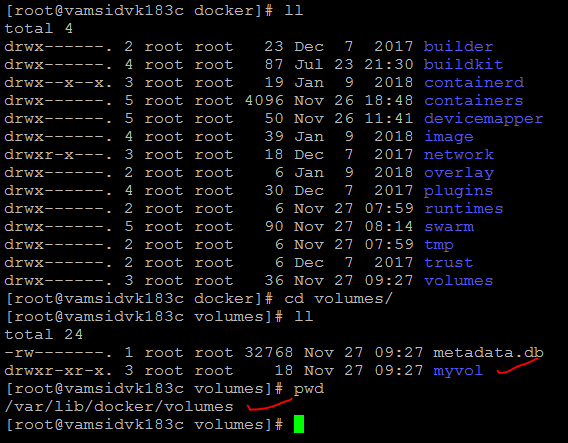 [root@vamsidvk183c docker]# ll
total 4
drwx------. 2 root root   23 Dec  7  2017 builder
drwx------. 4 root root   87 Jul 23 21:30 buildkit
drwx--x--x. 3 root root   19 Jan  9  2018 containerd
drwx------. 5 root root 4096 Nov 26 18:48 containers
drwx------. 5 root root   50 Nov 26 11:41 devicemapper
drwx------. 4 root root   39 Jan  9  2018 image
drwxr-x---. 3 root root   18 Dec  7  2017 network
drwx------. 2 root root    6 Jan  9  2018 overlay
drwx------. 4 root root   30 Dec  7  2017 plugins
drwx------. 2 root root    6 Nov 27 07:59 runtimes
drwx------. 5 root root   90 Nov 27 08:14 swarm
drwx------. 2 root root    6 Nov 27 07:59 tmp
drwx------. 2 root root    6 Dec  7  2017 trust
drwx------. 3 root root   36 Nov 27 09:27 volumes
[root@vamsidvk183c docker]# cd volumes/
[root@vamsidvk183c volumes]# ll
total 24
-rw-------. 1 root root 32768 Nov 27 09:27 metadata.db
drwxr-xr-x. 3 root root    18 Nov 27 09:27 myvol
[root@vamsidvk183c volumes]# pwd
/var/lib/docker/volumes
[root@vamsidvk183c volumes]#